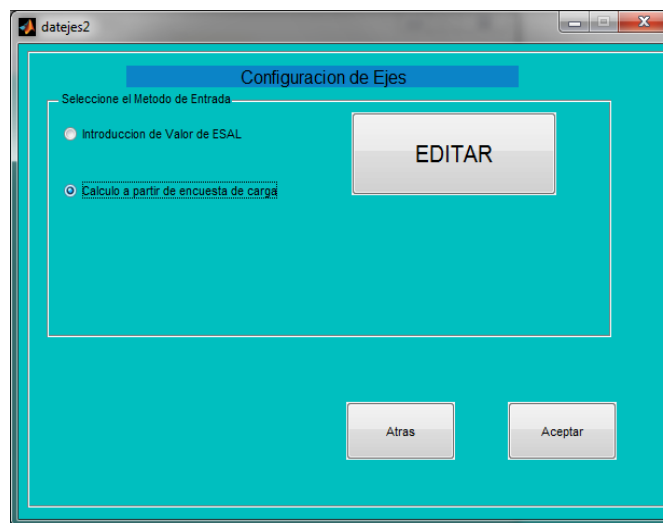 datejes2
Configuracion de Ejes
Seleccione el Metodo de Entrada
Introduccion de Valor de ESAL
EDITAR
Calculo a partir de encuesta de carga
Atras
Aceptar